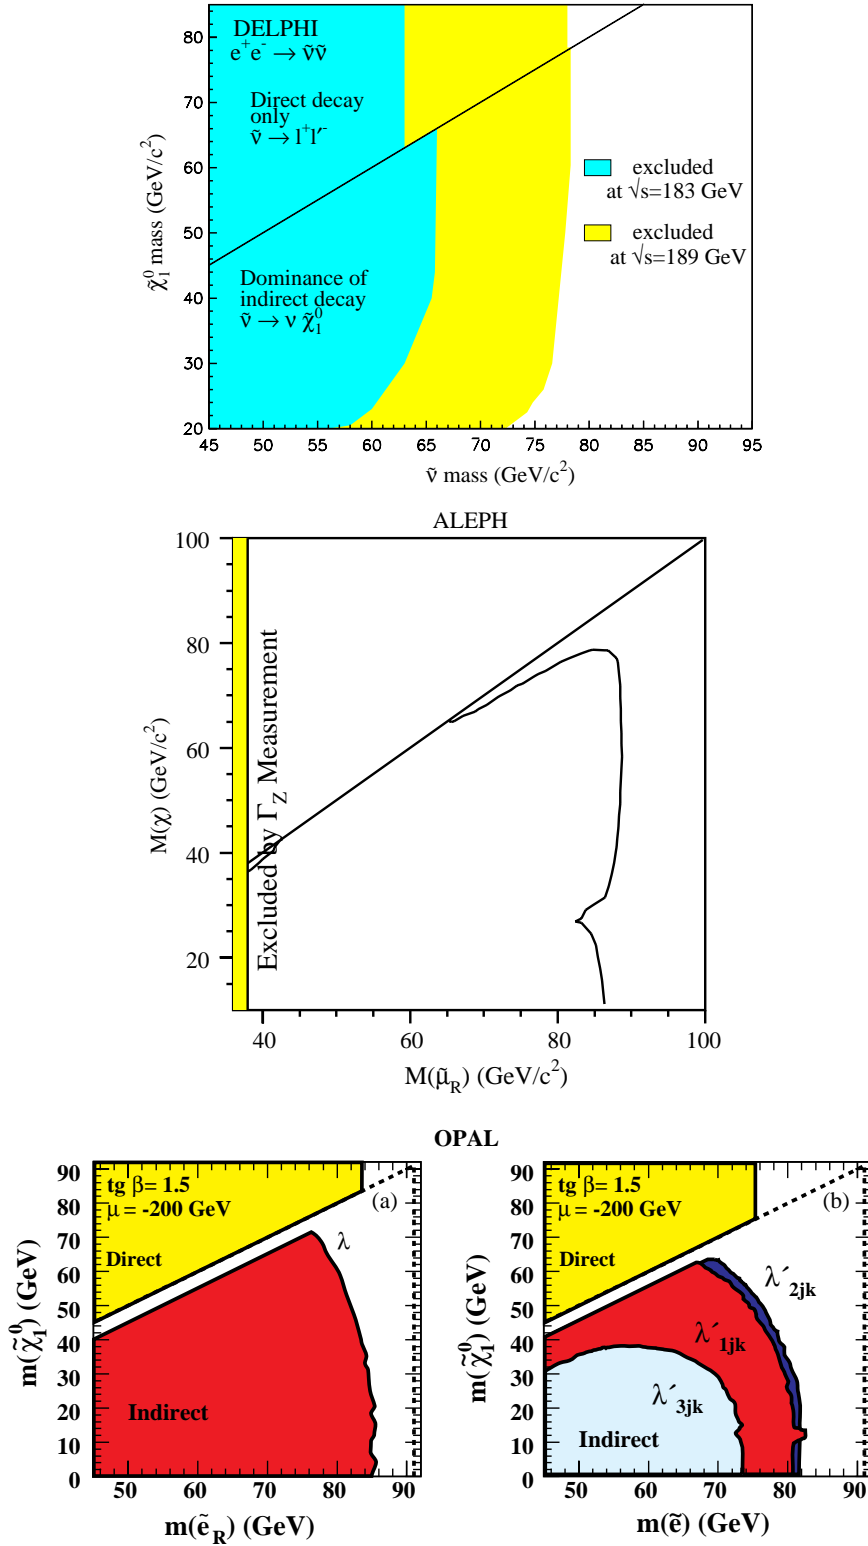 DELPHI
e⁺e⁻ → ν̃ν̃
Direct decay
only
ν̃ → l⁺l′⁻
Dominance of
indirect decay
ν̃ → ν χ̃₁⁰
excluded
at √s=183 GeV
excluded
at √s=189 GeV
χ̃₁⁰ mass (GeV/c²)
80
70
60
50
40
30
20
45 50 55 60 65 70 75 80 85 90 95
ν̃ mass (GeV/c²)
ALEPH
M(χ) (GeV/c²)
100
80
60
40
20
Excluded by Γ_Z Measurement
40 60 80 100
M(μ̃_R) (GeV/c²)
OPAL
m(χ̃₁⁰) (GeV)
90
80
70
60
50
40
30
20
10
0
tg β= 1.5
μ = -200 GeV
(a)
Direct
λ
Indirect
50 60 70 80 90
m(ẽ_R) (GeV)
m(χ̃₁⁰) (GeV)
90
80
70
60
50
40
30
20
10
0
tg β= 1.5
μ = -200 GeV
(b)
Direct
λ′₂jk
λ′₁jk
λ′₃jk
Indirect
50 60 70 80 90
m(ẽ) (GeV)